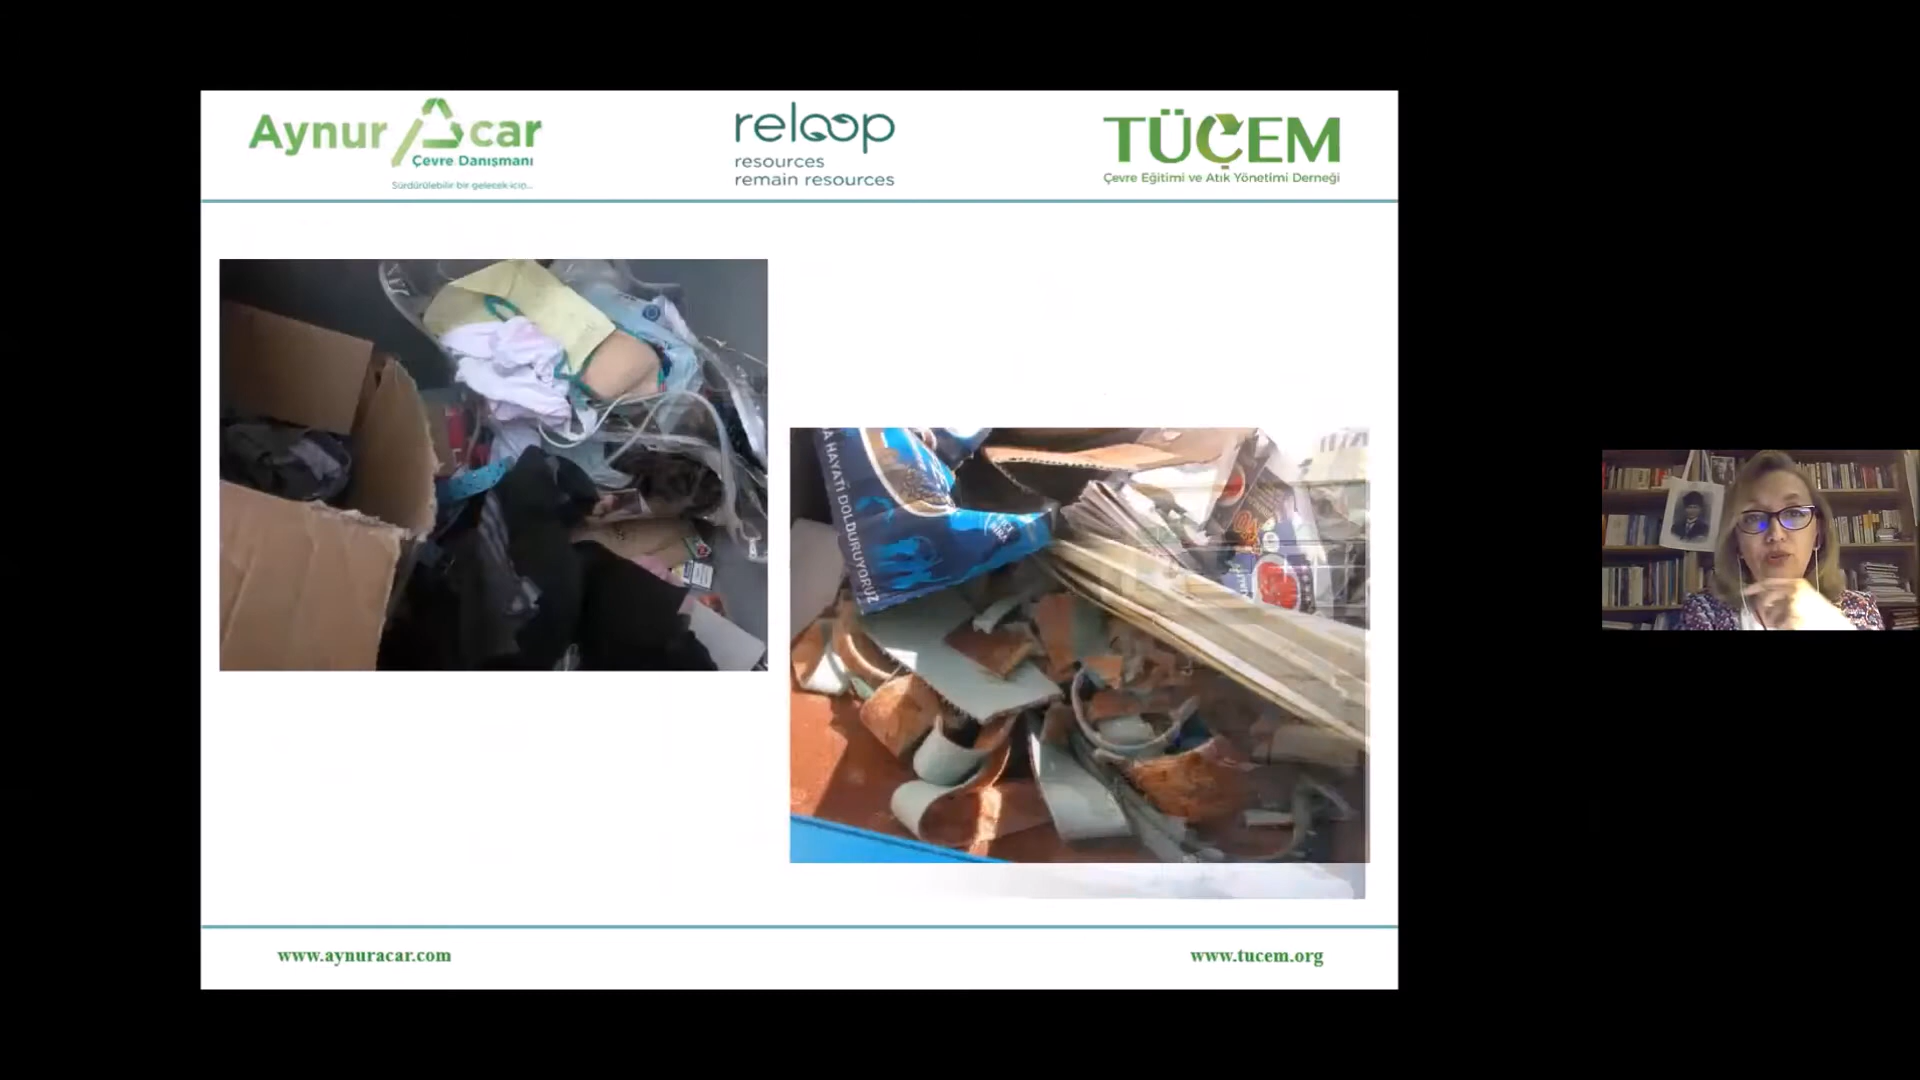 Aynur Acar
Çevre Danışmanı
Sürdürülebilir bir gelecek için...
reloop
resources
remain resources
TÜÇEM
Çevre Eğitimi ve Atık Yönetimi Derneği
A HAYATI DOLDURUYORUZ
www.aynuracar.com
www.tucem.org